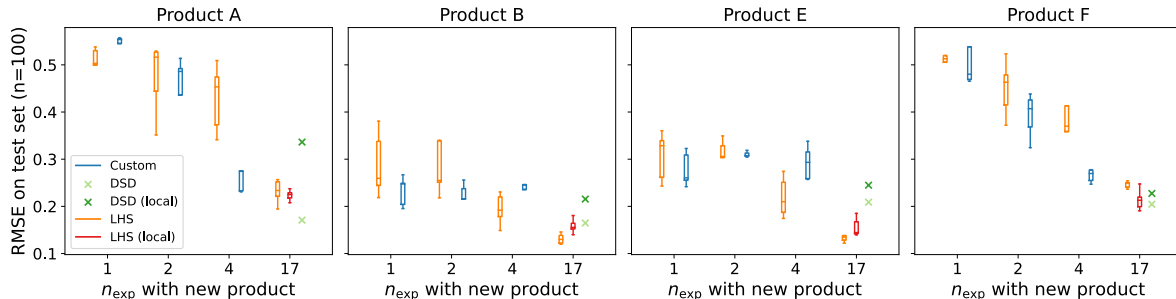 Product A
Product B
Product E
Product F
RMSE on test set (n=100)
0.5
0.4
0.3
0.2
0.1
Custom
DSD
DSD (local)
LHS
LHS (local)
1 2 4 17
1 2 4 17
1 2 4 17
1 2 4 17
n_exp with new product
n_exp with new product
n_exp with new product
n_exp with new product